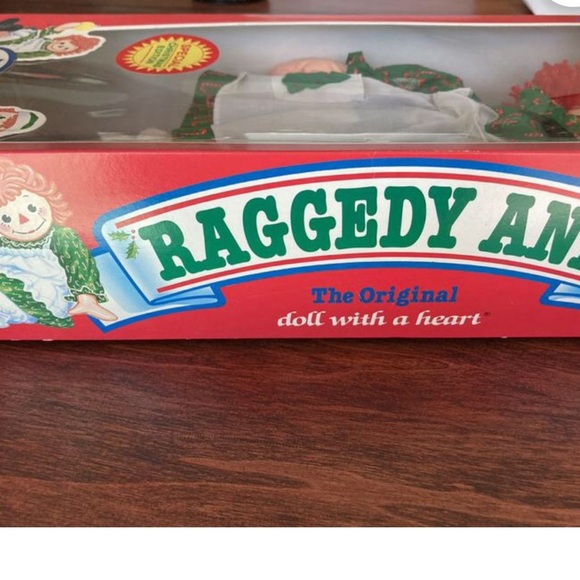 RAGGEDY AN
The Original
doll with a heart